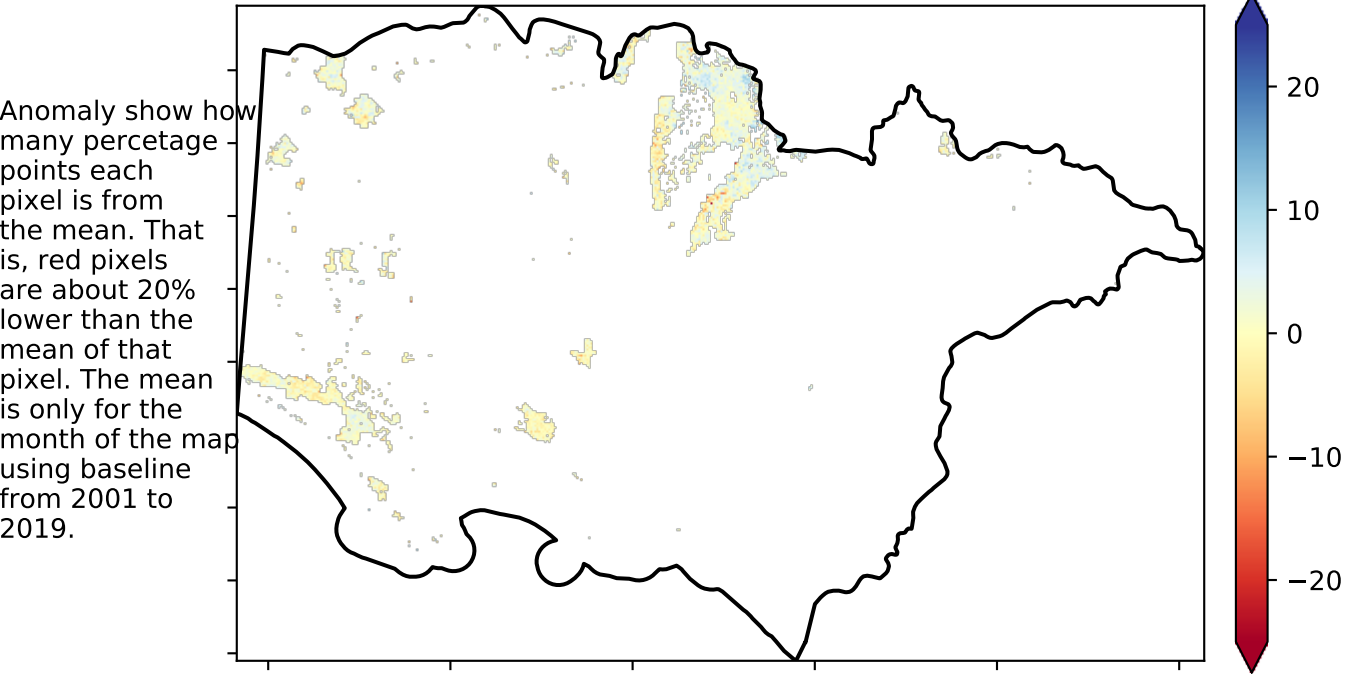 Anomaly show how
many percetage
points each
pixel is from
the mean. That
is, red pixels
are about 20%
lower than the
mean of that
pixel. The mean
is only for the
month of the map
using baseline
from 2001 to
2019.
20
10
0
−10
−20